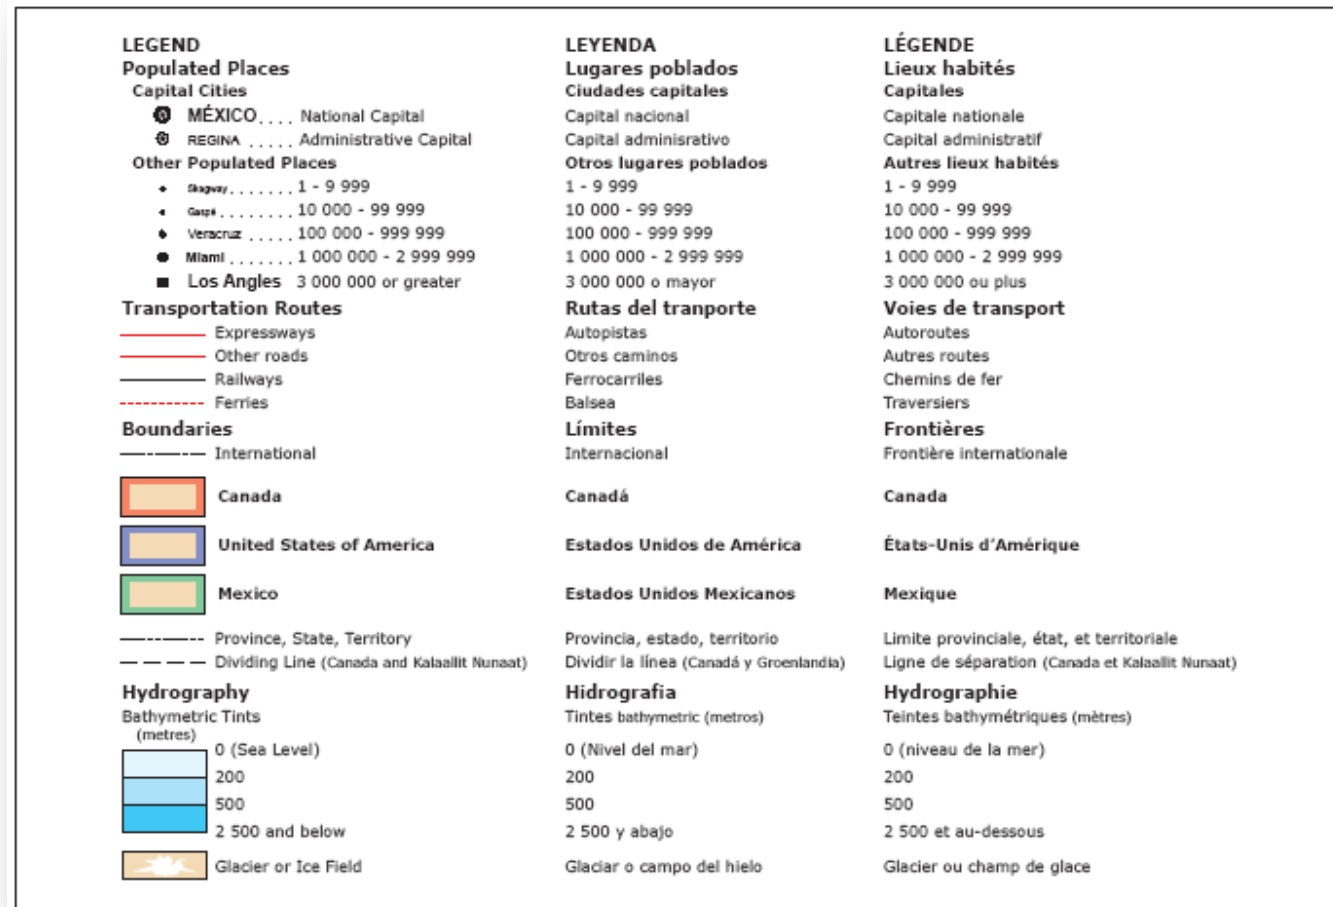 LEGEND LEYENDA LÉGENDE
Populated Places Lugares poblados Lieux habités
Capital Cities Ciudades capitales Capitales
MÉXICO.... National Capital Capital nacional Capitale nationale
REGINA ..... Administrative Capital Capital adminisrativo Capital administratif
Other Populated Places Otros lugares poblados Autres lieux habités
Skagway....... 1 - 9 999 1 - 9 999 1 - 9 999
Gaspé........ 10 000 - 99 999 10 000 - 99 999 10 000 - 99 999
Veracruz ..... 100 000 - 999 999 100 000 - 999 999 100 000 - 999 999
Miami ....... 1 000 000 - 2 999 999 1 000 000 - 2 999 999 1 000 000 - 2 999 999
Los Angles 3 000 000 or greater 3 000 000 o mayor 3 000 000 ou plus
Transportation Routes Rutas del tranporte Voies de transport
Expressways Autopistas Autoroutes
Other roads Otros caminos Autres routes
Railways Ferrocarriles Chemins de fer
Ferries Balsea Traversiers
Boundaries Límites Frontières
International Internacional Frontière internationale
Canada Canadá Canada
United States of America Estados Unidos de América États-Unis d'Amérique
Mexico Estados Unidos Mexicanos Mexique
Province, State, Territory Provincia, estado, territorio Limite provinciale, état, et territoriale
Dividing Line (Canada and Kalaallit Nunaat) Dividir la línea (Canadá y Groenlandia) Ligne de séparation (Canada et Kalaallit Nunaat)
Hydrography Hidrografia Hydrographie
Bathymetric Tints Tintes bathymetric (metros) Teintes bathymétriques (mètres)
(metres)
0 (Sea Level) 0 (Nivel del mar) 0 (niveau de la mer)
200 200 200
500 500 500
2 500 and below 2 500 y abajo 2 500 et au-dessous
Glacier or Ice Field Glaciar o campo del hielo Glacier ou champ de glace